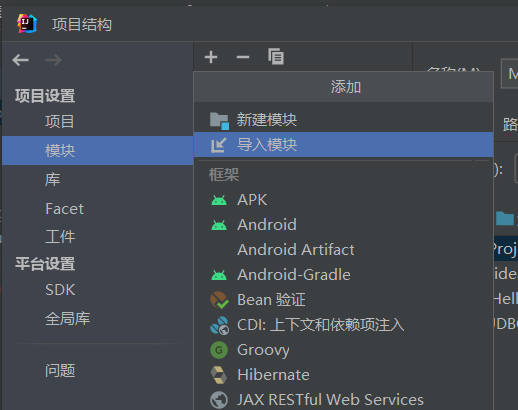 项目结构
项目设置
项目
模块
库
Facet
工件
平台设置
SDK
全局库
问题
添加
新建模块
导入模块
框架
APK
Android
Android Artifact
Android-Gradle
Bean 验证
CDI: 上下文和依赖项注入
Groovy
Hibernate
JAX RESTful Web Services
名称(M)
M
路
):
Proj
idea
Hell
JDB